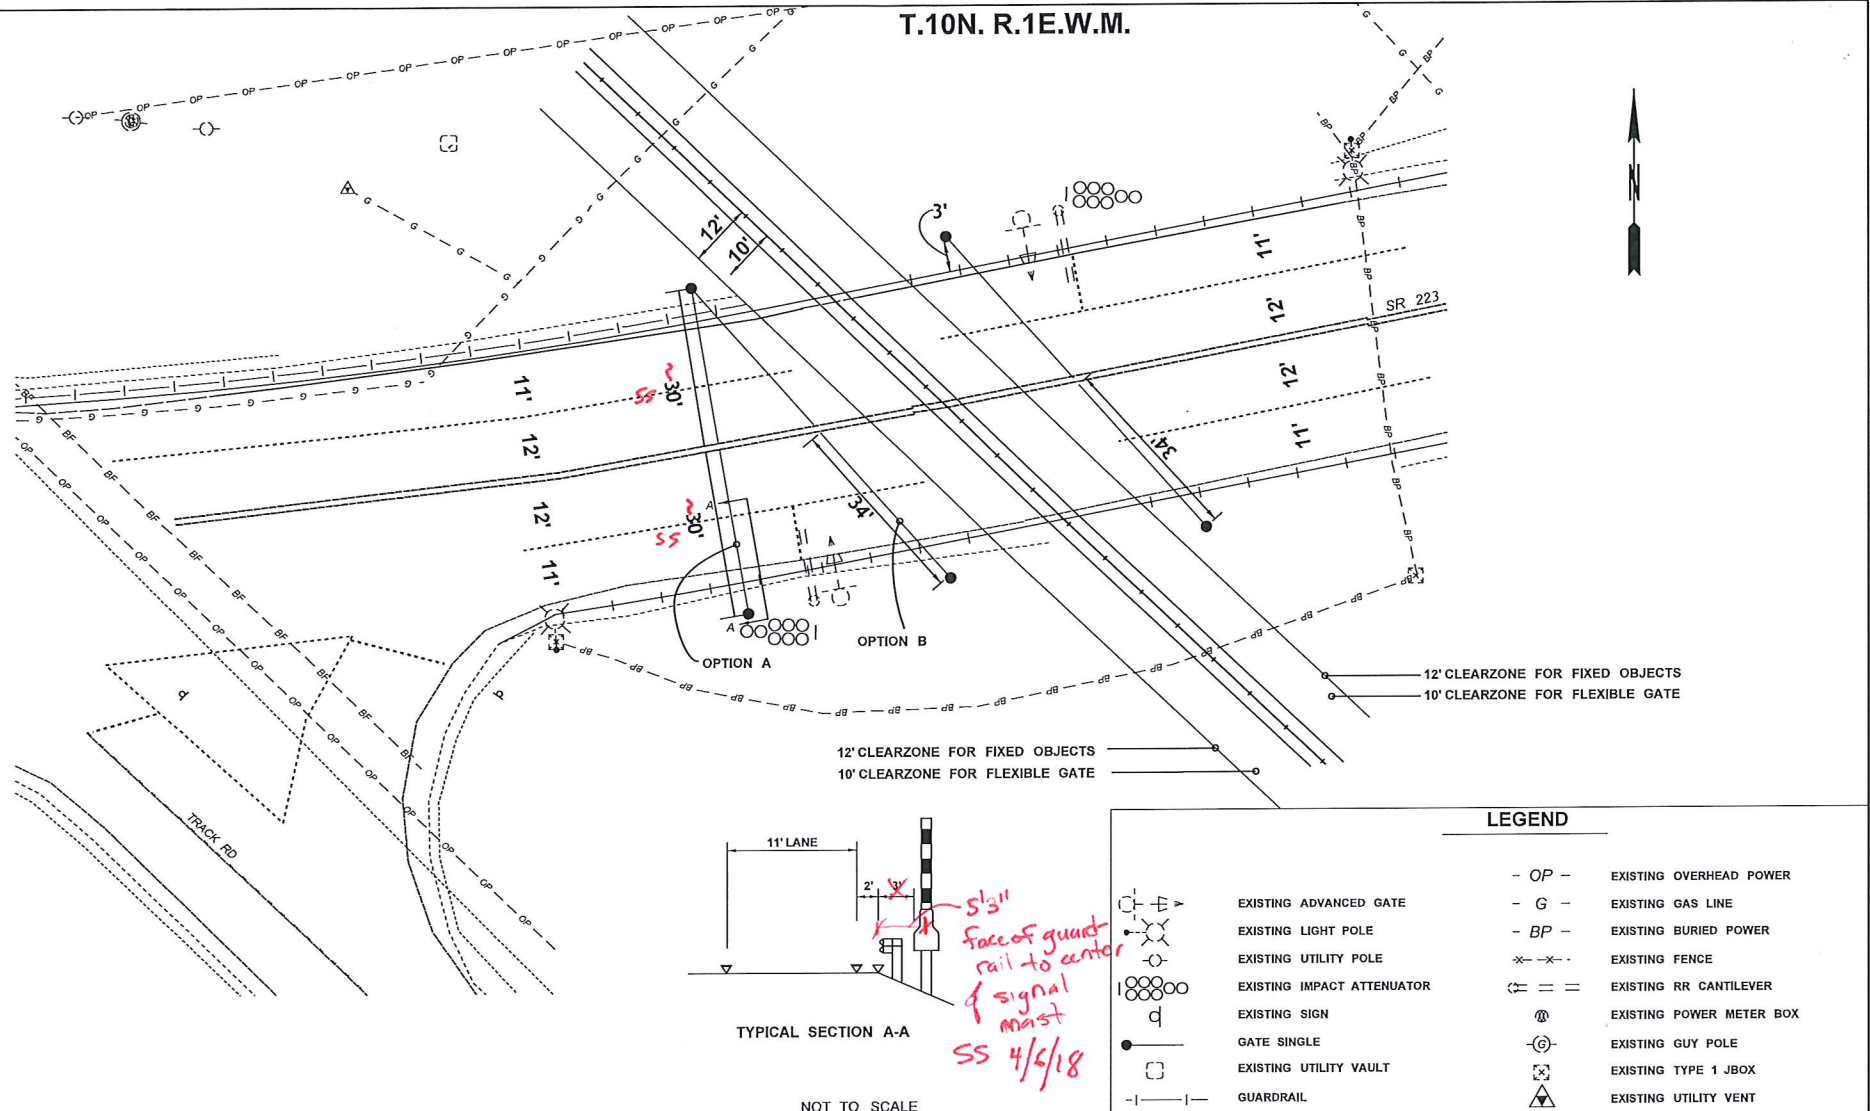 T.10N. R.1E.W.M.
12'
10'
3'
N
11'
12'
SR 223
12'
11'
11'
12'
12'
11'
SS ~30'
SS ~30'
A
A
34'
34'
OPTION A
OPTION B
TRACK RD
12' CLEARZONE FOR FIXED OBJECTS
10' CLEARZONE FOR FLEXIBLE GATE
12' CLEARZONE FOR FIXED OBJECTS
10' CLEARZONE FOR FLEXIBLE GATE
11' LANE
2' 3'
5'3"
face of guard-
rail to center
of signal
mast
SS 4/6/18
TYPICAL SECTION A-A
NOT TO SCALE
LEGEND
EXISTING ADVANCED GATE
EXISTING LIGHT POLE
EXISTING UTILITY POLE
EXISTING IMPACT ATTENUATOR
EXISTING SIGN
GATE SINGLE
EXISTING UTILITY VAULT
GUARDRAIL
- OP - EXISTING OVERHEAD POWER
- G - EXISTING GAS LINE
- BP - EXISTING BURIED POWER
EXISTING FENCE
EXISTING RR CANTILEVER
EXISTING POWER METER BOX
G EXISTING GUY POLE
EXISTING TYPE 1 JBOX
EXISTING UTILITY VENT